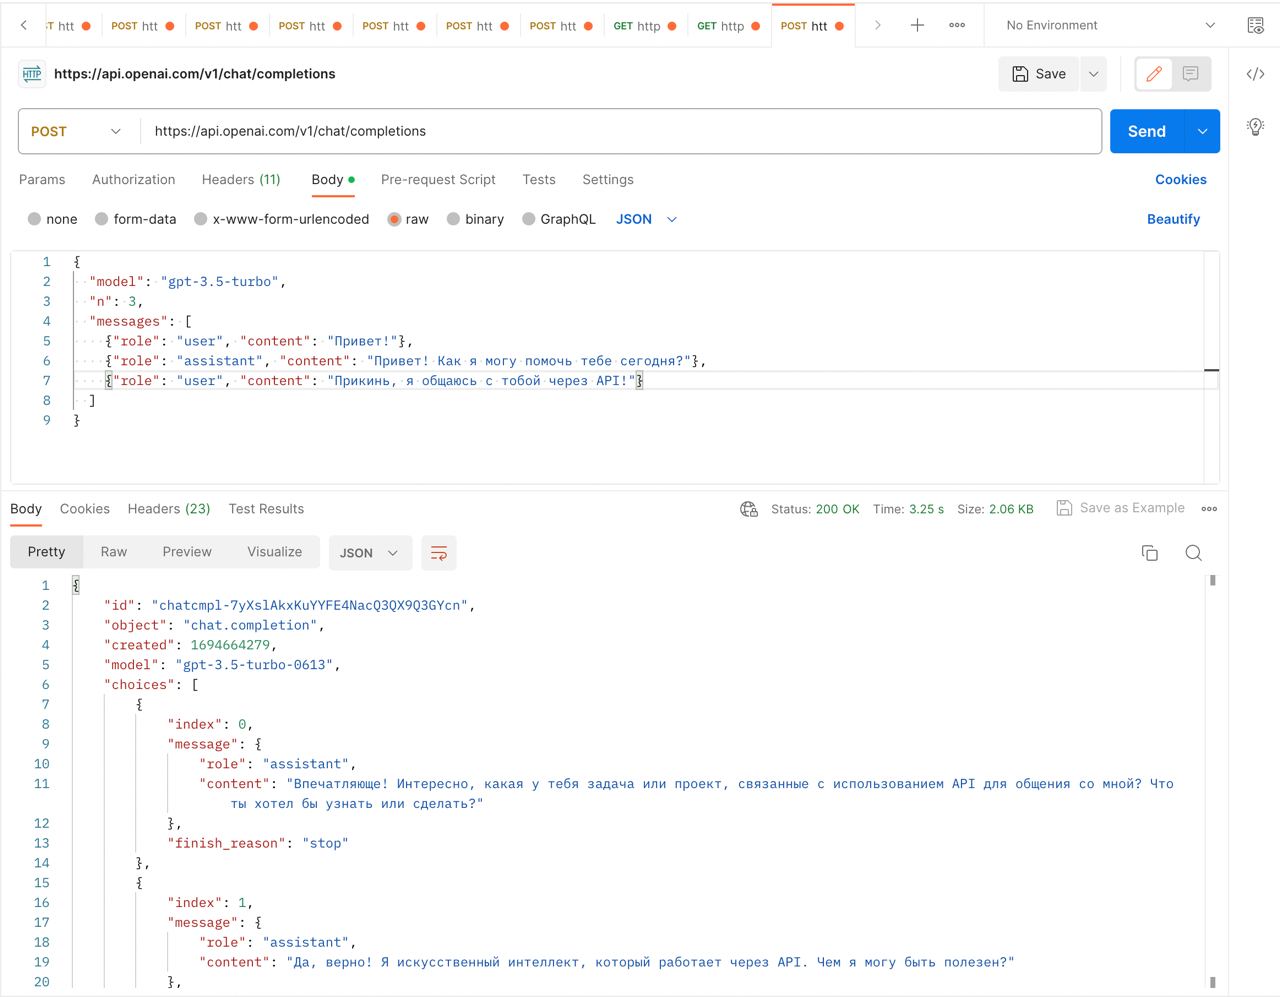 ST htt POST htt POST htt POST htt POST htt POST htt POST htt GET http GET http POST htt No Environment
HTTP https://api.openai.com/v1/chat/completions Save
POST https://api.openai.com/v1/chat/completions Send
Params Authorization Headers (11) Body Pre-request Script Tests Settings Cookies
none form-data x-www-form-urlencoded raw binary GraphQL JSON Beautify
1 {
2 "model": "gpt-3.5-turbo",
3 "n": 3,
4 "messages": [
5 {"role": "user", "content": "Привет!"},
6 {"role": "assistant", "content": "Привет! Как я могу помочь тебе сегодня?"},
7 {"role": "user", "content": "Прикинь, я общаюсь с тобой через API!"}
8 ]
9 }
Body Cookies Headers (23) Test Results Status: 200 OK Time: 3.25 s Size: 2.06 KB Save as Example
Pretty Raw Preview Visualize JSON
1 {
2 "id": "chatcmpl-7yXslAkxKuYYFE4NacQ3QX9Q3GYcn",
3 "object": "chat.completion",
4 "created": 1694664279,
5 "model": "gpt-3.5-turbo-0613",
6 "choices": [
7 {
8 "index": 0,
9 "message": {
10 "role": "assistant",
11 "content": "Впечатляюще! Интересно, какая у тебя задача или проект, связанные с использованием API для общения со мной? Что
ты хотел бы узнать или сделать?"
12 },
13 "finish_reason": "stop"
14 },
15 {
16 "index": 1,
17 "message": {
18 "role": "assistant",
19 "content": "Да, верно! Я искусственный интеллект, который работает через API. Чем я могу быть полезен?"
20 },